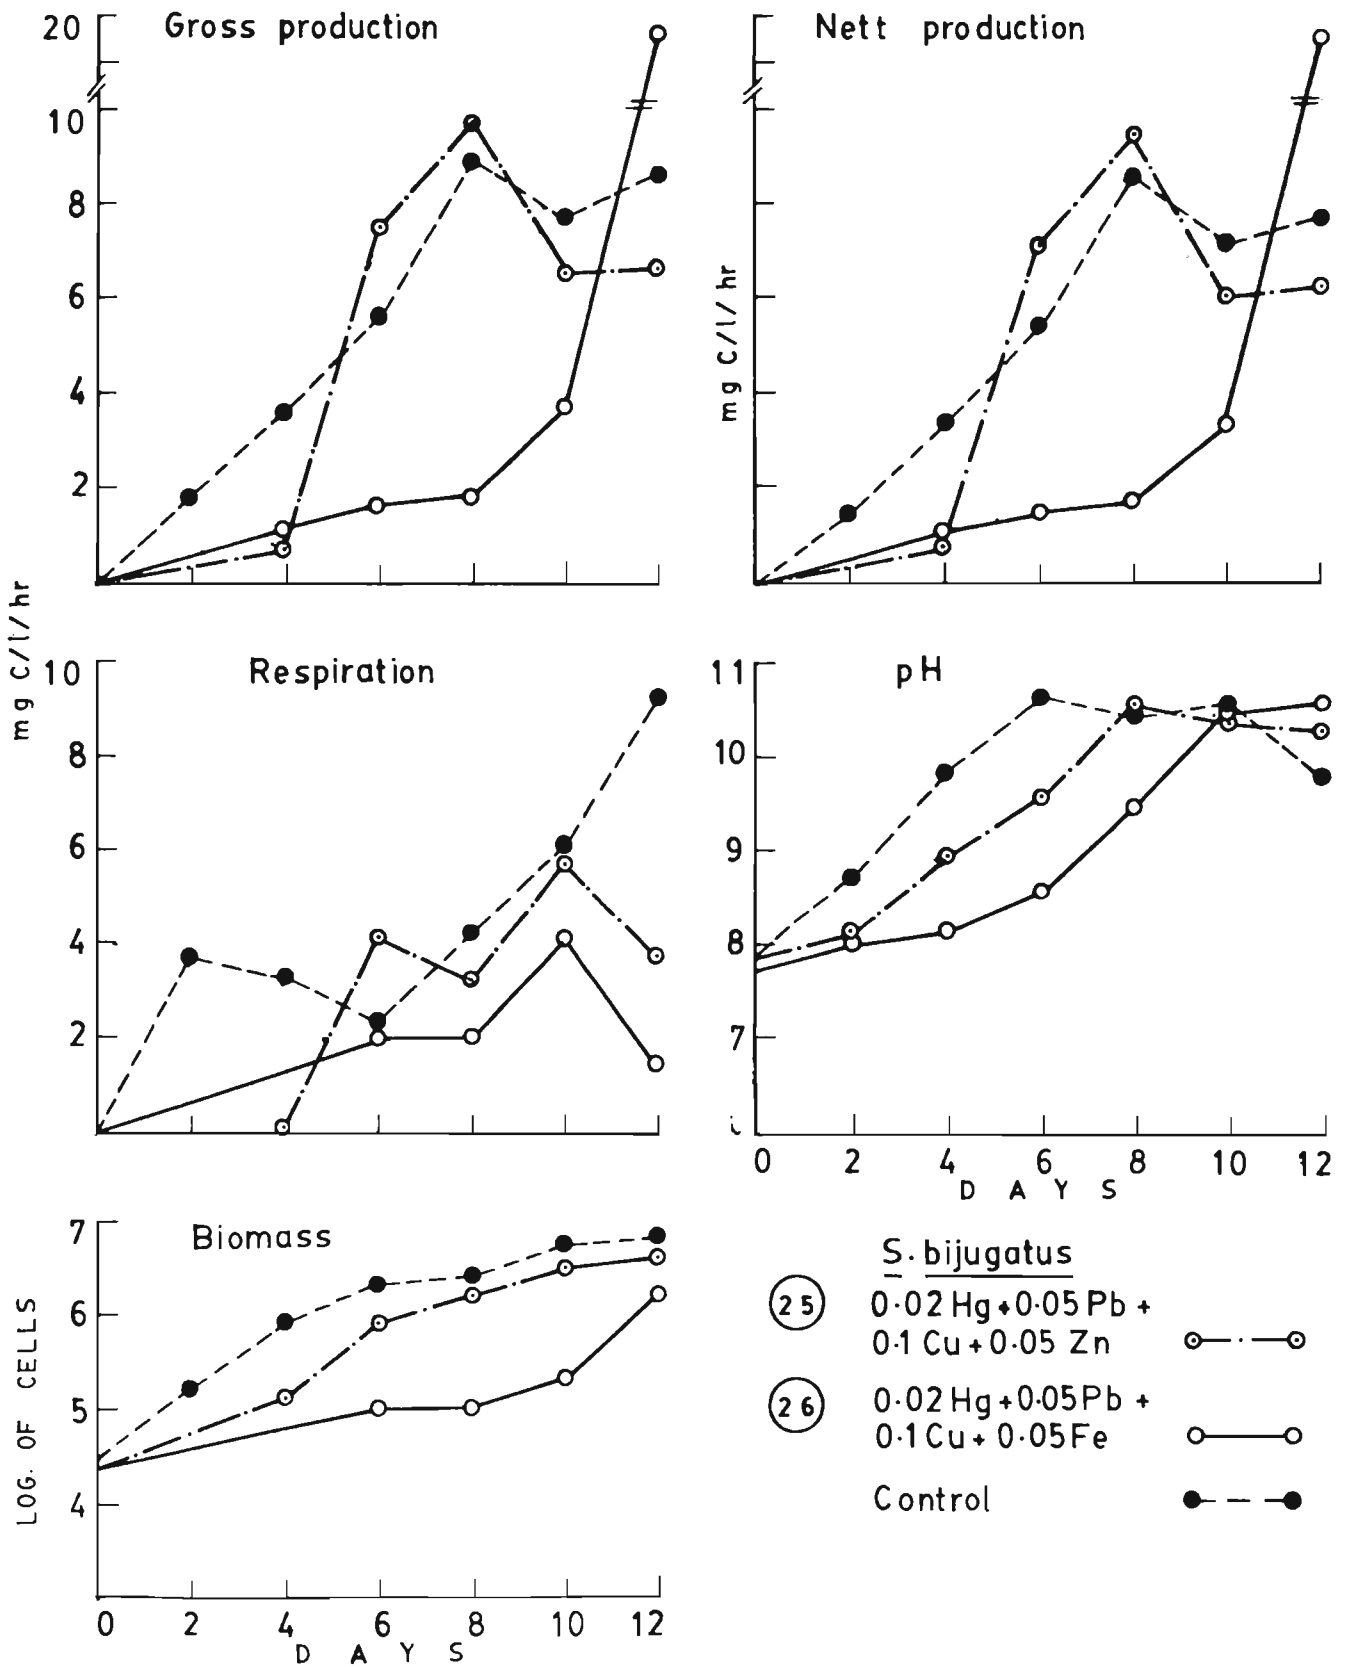 Gross production
20
10
8
6
4
2
Nett production
mg C/l/hr
mg C/l/hr
Respiration
10
8
6
4
2
pH
11
10
9
8
7
0 2 4 6 8 10 12
D A Y S
Biomass
7
6
5
4
LOG. OF CELLS
0 2 4 6 8 10 12
D A Y S
S. bijugatus
25 0.02 Hg+0.05 Pb +
0.1 Cu + 0.05 Zn
26 0.02 Hg+0.05 Pb +
0.1 Cu + 0.05 Fe
Control